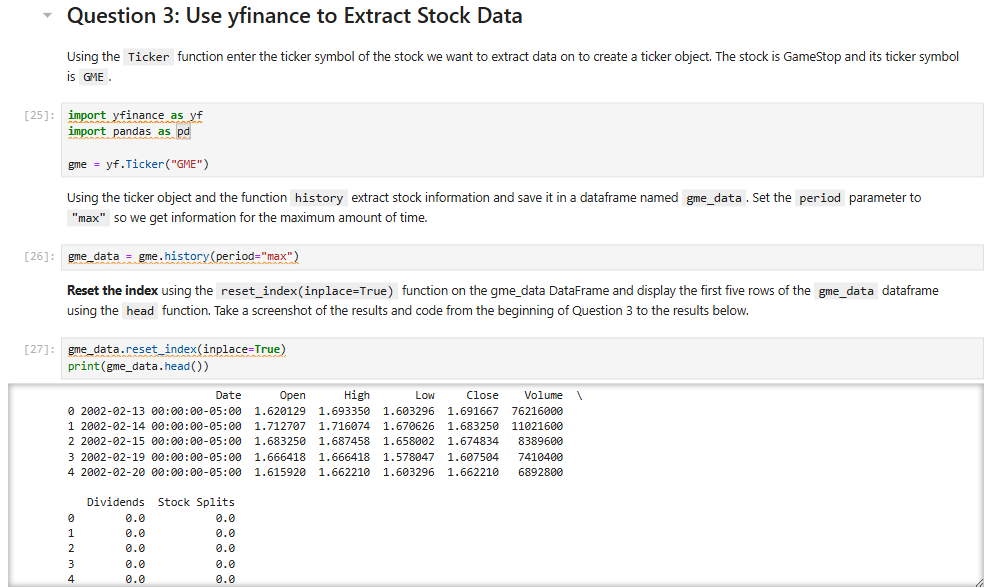 Question 3: Use yfinance to Extract Stock Data
Using the Ticker function enter the ticker symbol of the stock we want to extract data on to create a ticker object. The stock is GameStop and its ticker symbol
is GME .
[25]:
import yfinance as yf
import pandas as pd
gme = yf.Ticker("GME")
Using the ticker object and the function history extract stock information and save it in a dataframe named gme_data . Set the period parameter to
"max" so we get information for the maximum amount of time.
[26]:
gme_data = gme.history(period="max")
Reset the index using the reset_index(inplace=True) function on the gme_data DataFrame and display the first five rows of the gme_data dataframe
using the head function. Take a screenshot of the results and code from the beginning of Question 3 to the results below.
[27]:
gme_data.reset_index(inplace=True)
print(gme_data.head())
Date Open High Low Close Volume \
0 2002-02-13 00:00:00-05:00 1.620129 1.693350 1.603296 1.691667 76216000
1 2002-02-14 00:00:00-05:00 1.712707 1.716074 1.670626 1.683250 11021600
2 2002-02-15 00:00:00-05:00 1.683250 1.687458 1.658002 1.674834 8389600
3 2002-02-19 00:00:00-05:00 1.666418 1.666418 1.578047 1.607504 7410400
4 2002-02-20 00:00:00-05:00 1.615920 1.662210 1.603296 1.662210 6892800
Dividends Stock Splits
0 0.0 0.0
1 0.0 0.0
2 0.0 0.0
3 0.0 0.0
4 0.0 0.0